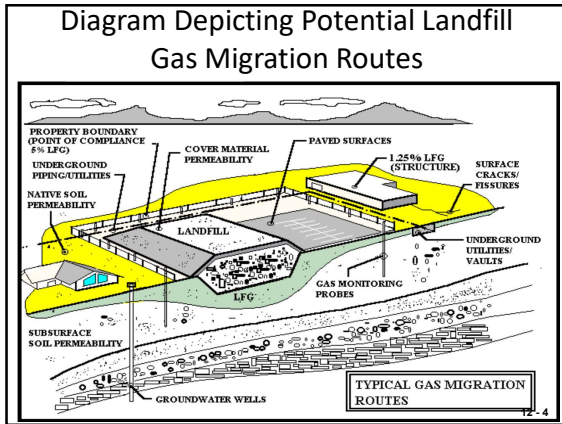 Diagram Depicting Potential Landfill
Gas Migration Routes
PROPERTY BOUNDARY
(POINT OF COMPLIANCE
5% LFG)
COVER MATERIAL
PERMEABILITY
PAVED SURFACES
1.25% LFG
(STRUCTURE)
SURFACE
CRACKS/
FISSURES
UNDERGROUND
PIPING/UTILITIES
NATIVE SOIL
PERMEABILITY
LANDFILL
UNDERGROUND
UTILITIES/
VAULTS
GAS MONITORING
PROBES
LFG
SUBSURFACE
SOIL PERMEABILITY
GROUNDWATER WELLS
TYPICAL GAS MIGRATION
ROUTES
12 - 4